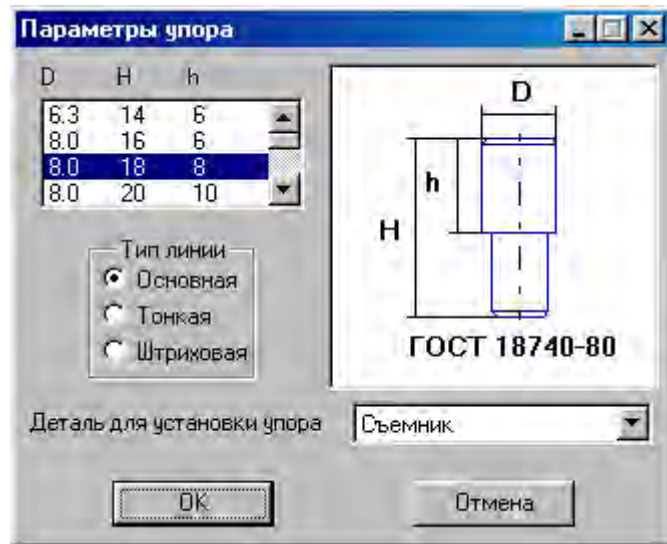 Параметры упора
D H h
6.3 14 6
8.0 16 6
8.0 18 8
8.0 20 10
Тип линии
Основная
Тонкая
Штриховая
D
h
H
ГОСТ 18740-80
Деталь для установки упора Съемник
OK Отмена